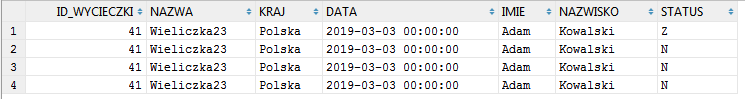 ID_WYCIECZKI NAZWA KRAJ DATA IMIE NAZWISKO STATUS
1 41 Wieliczka23 Polska 2019-03-03 00:00:00 Adam Kowalski Z
2 41 Wieliczka23 Polska 2019-03-03 00:00:00 Adam Kowalski N
3 41 Wieliczka23 Polska 2019-03-03 00:00:00 Adam Kowalski N
4 41 Wieliczka23 Polska 2019-03-03 00:00:00 Adam Kowalski N